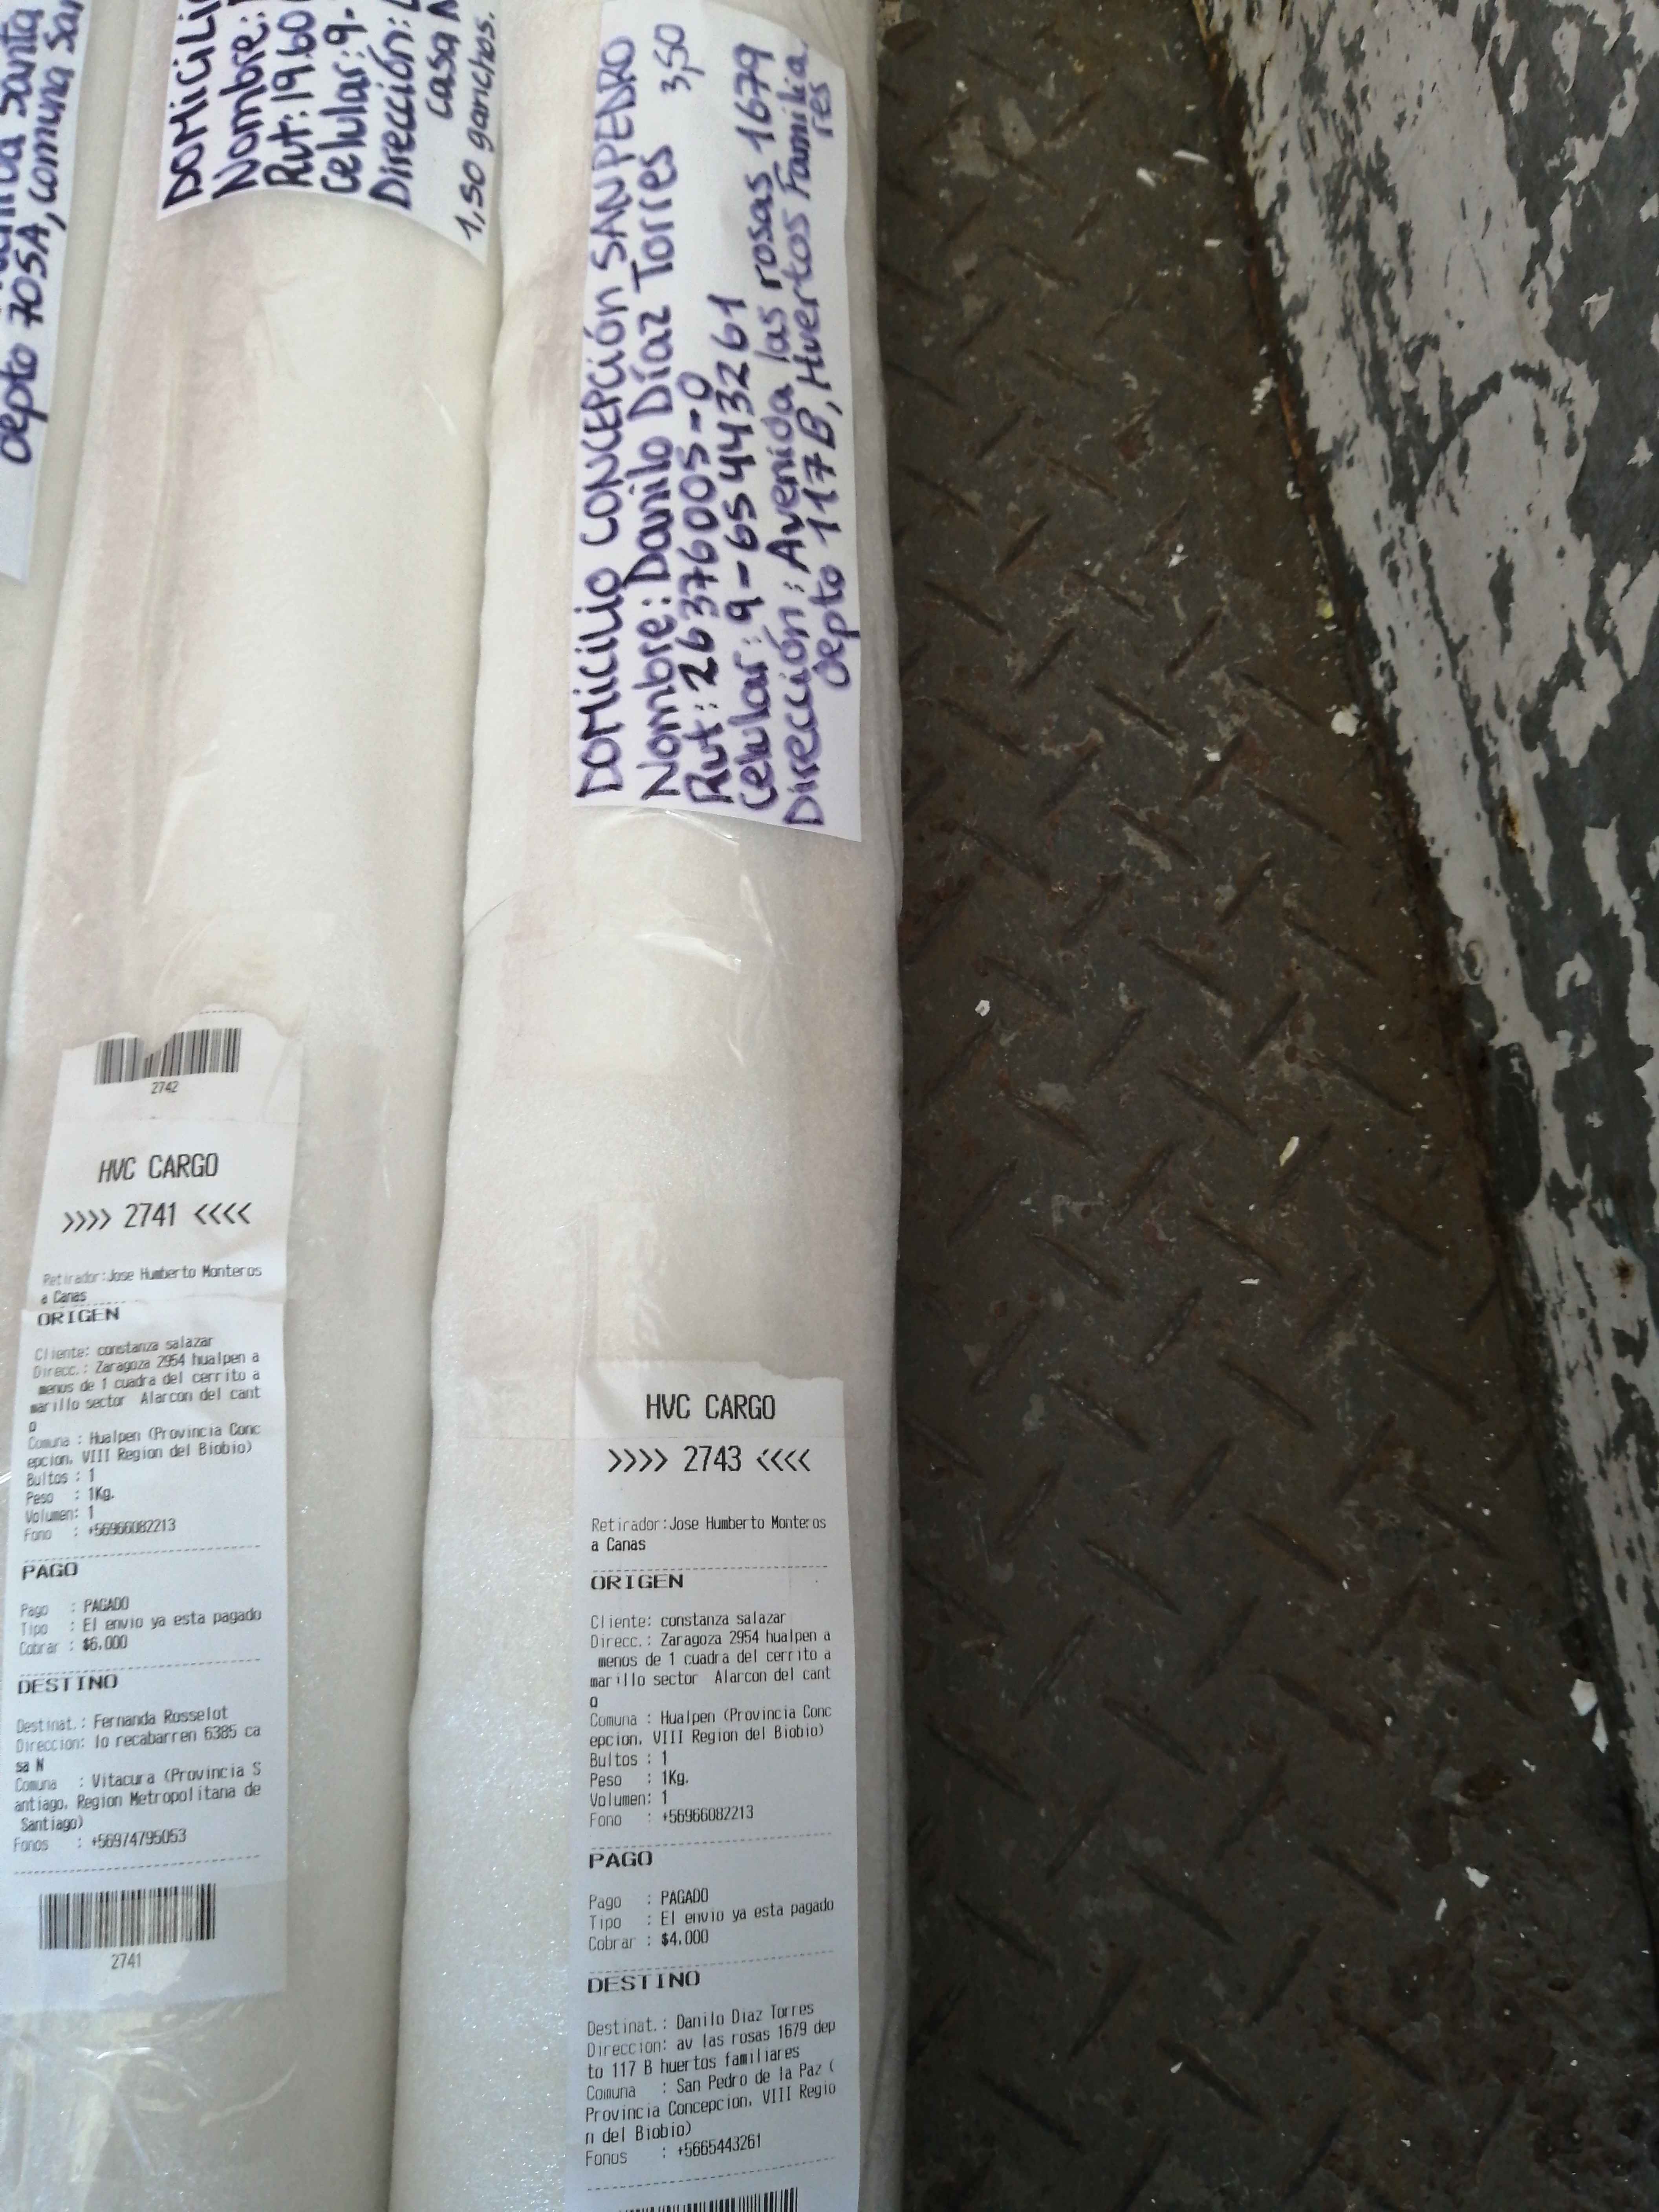 depto 705A, comuna San
DOMICILI
Nombre:
Rut: 19.60
celular: 9-
Dirección: L
casa N
1,50 ganchos.
DOMICILIO CONCEPCIÓN SAN PEDRO
Nombre: Danilo Díaz Torres 3,50
Rut: 26376005-0
celular: 9-65443261
Dirección: Avenida las rosas 1679
depto 117B, Huertos Familia
res
2742
HVC CARGO
>>>> 2741 <<<<
Retirador:Jose Humberto Monteros
a Canas
ORIGEN
Cliente: constanza salazar
Direcc.: Zaragoza 2954 hualpen a
menos de 1 cuadra del cerrito a
marillo sector Alarcon del cant
o
Comuna : Hualpen (Provincia Conc
epcion, VIII Region del Biobio)
Bultos : 1
Peso : 1Kg.
Volumen: 1
Fono : +56966082213
PAGO
Pago : PAGADO
Tipo : El envio ya esta pagado
Cobrar : $6.000
DESTINO
Destinat.: Fernanda Rosselot
Direccion: lo recabarren 6385 ca
sa N
Comuna : Vitacura (Provincia S
antiago, Region Metropolitana de
Santiago)
Fonos : +56974795053
2741
HVC CARGO
>>>> 2743 <<<<
Retirador:Jose Humberto Monteros
a Canas
ORIGEN
Cliente: constanza salazar
Direcc.: Zaragoza 2954 hualpen a
menos de 1 cuadra del cerrito a
marillo sector Alarcon del cant
o
Comuna : Hualpen (Provincia Conc
epcion, VIII Region del Biobio)
Bultos : 1
Peso : 1Kg.
Volumen: 1
Fono : +56966082213
PAGO
Pago : PAGADO
Tipo : El envio ya esta pagado
Cobrar : $4.000
DESTINO
Destinat.: Danilo Diaz Torres
Direccion: av las rosas 1679 dep
to 117 B huertos familiares
Comuna : San Pedro de la Paz (
Provincia Concepcion, VIII Regio
n del Biobio)
Fonos : +5665443261